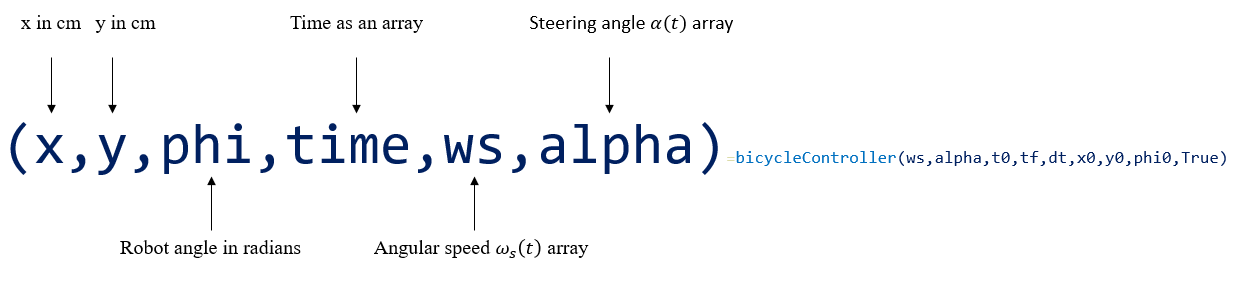 x in cm y in cm Time as an array Steering angle α(t) array
(x,y,phi,time,ws,alpha)=bicycleController(ws,alpha,t0,tf,dt,x0,y0,phi0,True)
Robot angle in radians Angular speed ωₛ(t) array